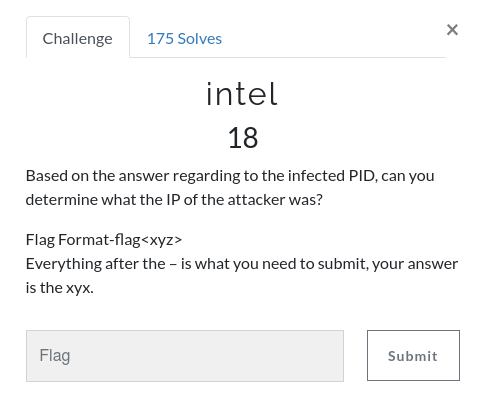 Challenge
175 Solves
×
intel
18
Based on the answer regarding to the infected PID, can you
determine what the IP of the attacker was?
Flag Format-flag<xyz>
Everything after the – is what you need to submit, your answer
is the xyx.
Flag
Submit